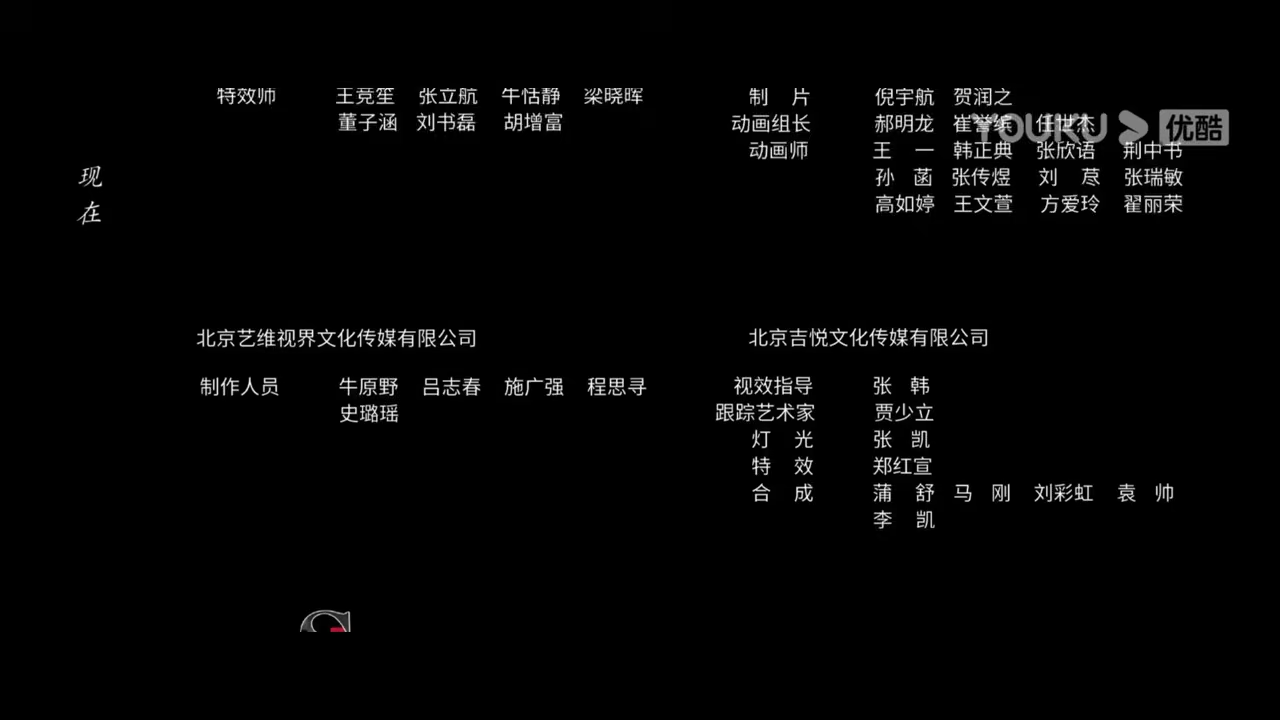 特效师 王竞笙 张立航 牛恬静 梁晓晖
董子涵 刘书磊 胡增富
制 片 倪宇航 贺润之
动画组长 郝明龙 崔誉缤 任世杰
动画师 王 一 韩正典 张欣语 荆中书
孙 菡 张传煜 刘 荩 张瑞敏
高如婷 王文萱 方爱玲 翟丽荣
YOUKU 优酷
现
在
北京艺维视界文化传媒有限公司
制作人员 牛原野 吕志春 施广强 程思寻
史璐瑶
北京吉悦文化传媒有限公司
视效指导 张 韩
跟踪艺术家 贾少立
灯 光 张 凯
特 效 郑红宣
合 成 蒲 舒 马 刚 刘彩虹 袁 帅
李 凯